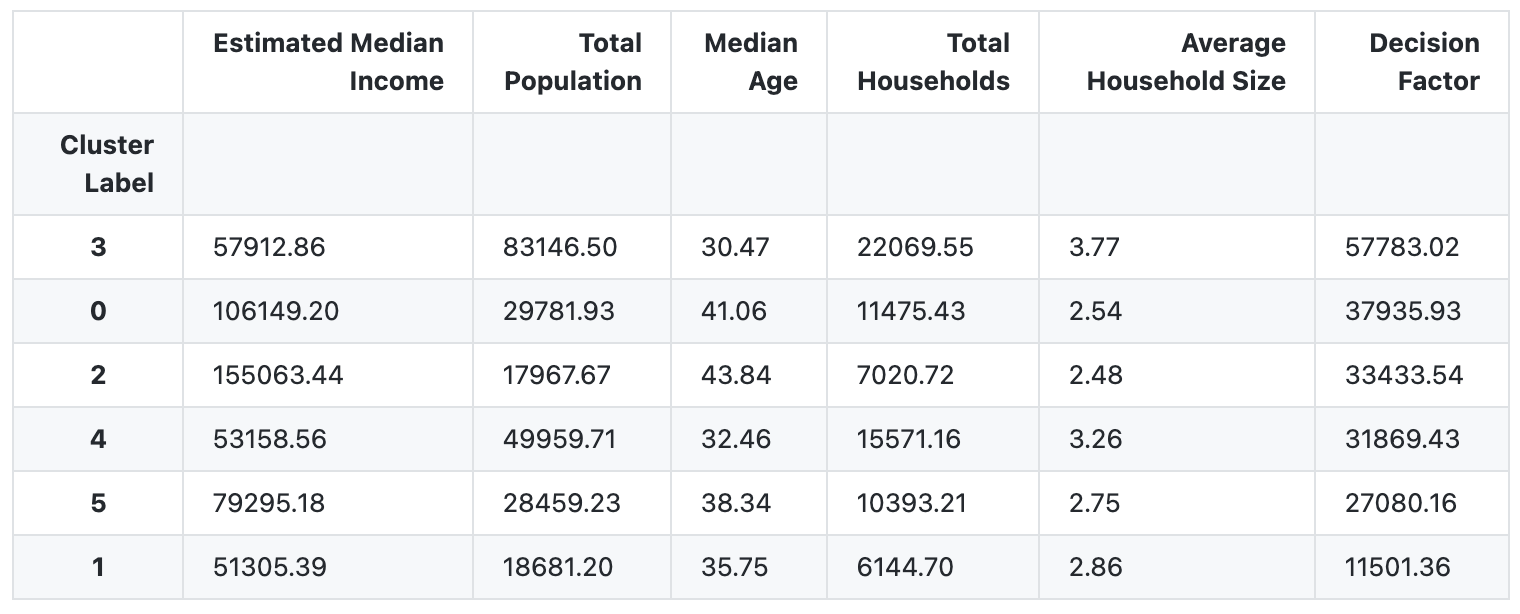 Estimated Median Income Total Population Median Age Total Households Average Household Size Decision Factor
Cluster Label
3 57912.86 83146.50 30.47 22069.55 3.77 57783.02
0 106149.20 29781.93 41.06 11475.43 2.54 37935.93
2 155063.44 17967.67 43.84 7020.72 2.48 33433.54
4 53158.56 49959.71 32.46 15571.16 3.26 31869.43
5 79295.18 28459.23 38.34 10393.21 2.75 27080.16
1 51305.39 18681.20 35.75 6144.70 2.86 11501.36